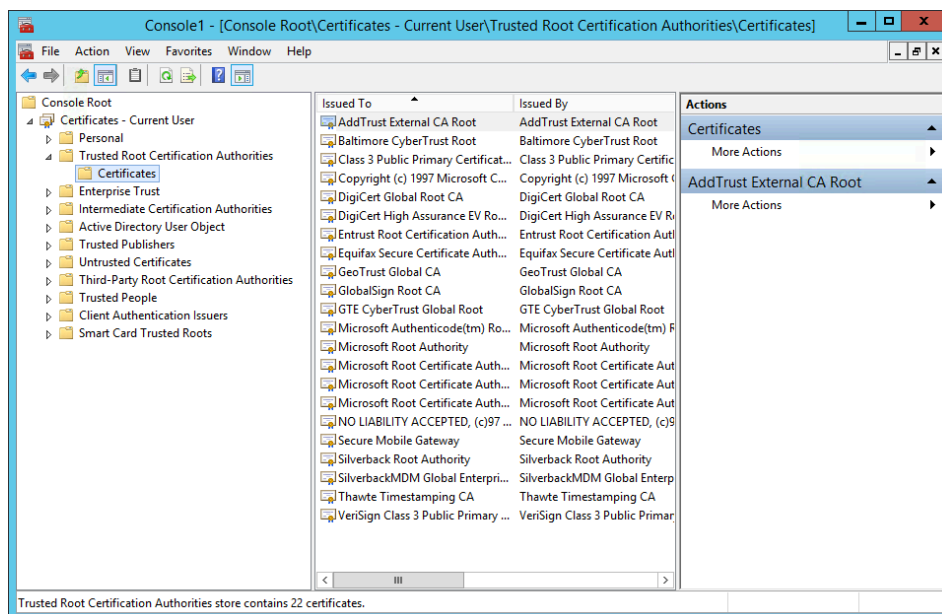 Console1 - [Console Root\Certificates - Current User\Trusted Root Certification Authorities\Certificates]
File Action View Favorites Window Help
Console Root
Certificates - Current User
Personal
Trusted Root Certification Authorities
Certificates
Enterprise Trust
Intermediate Certification Authorities
Active Directory User Object
Trusted Publishers
Untrusted Certificates
Third-Party Root Certification Authorities
Trusted People
Client Authentication Issuers
Smart Card Trusted Roots
Issued To Issued By
AddTrust External CA Root AddTrust External CA Root
Baltimore CyberTrust Root Baltimore CyberTrust Root
Class 3 Public Primary Certificat... Class 3 Public Primary Certific
Copyright (c) 1997 Microsoft C... Copyright (c) 1997 Microsoft (
DigiCert Global Root CA DigiCert Global Root CA
DigiCert High Assurance EV Ro... DigiCert High Assurance EV R
Entrust Root Certification Auth... Entrust Root Certification Aut
Equifax Secure Certificate Auth... Equifax Secure Certificate Aut
GeoTrust Global CA GeoTrust Global CA
GlobalSign Root CA GlobalSign Root CA
GTE CyberTrust Global Root GTE CyberTrust Global Root
Microsoft Authenticode(tm) Ro... Microsoft Authenticode(tm) R
Microsoft Root Authority Microsoft Root Authority
Microsoft Root Certificate Auth... Microsoft Root Certificate Aut
Microsoft Root Certificate Auth... Microsoft Root Certificate Aut
Microsoft Root Certificate Auth... Microsoft Root Certificate Aut
NO LIABILITY ACCEPTED, (c)97 ... NO LIABILITY ACCEPTED, (c)9
Secure Mobile Gateway Secure Mobile Gateway
Silverback Root Authority Silverback Root Authority
SilverbackMDM Global Enterpri... SilverbackMDM Global Enterp
Thawte Timestamping CA Thawte Timestamping CA
VeriSign Class 3 Public Primary ... VeriSign Class 3 Public Primar
Actions
Certificates
More Actions
AddTrust External CA Root
More Actions
Trusted Root Certification Authorities store contains 22 certificates.